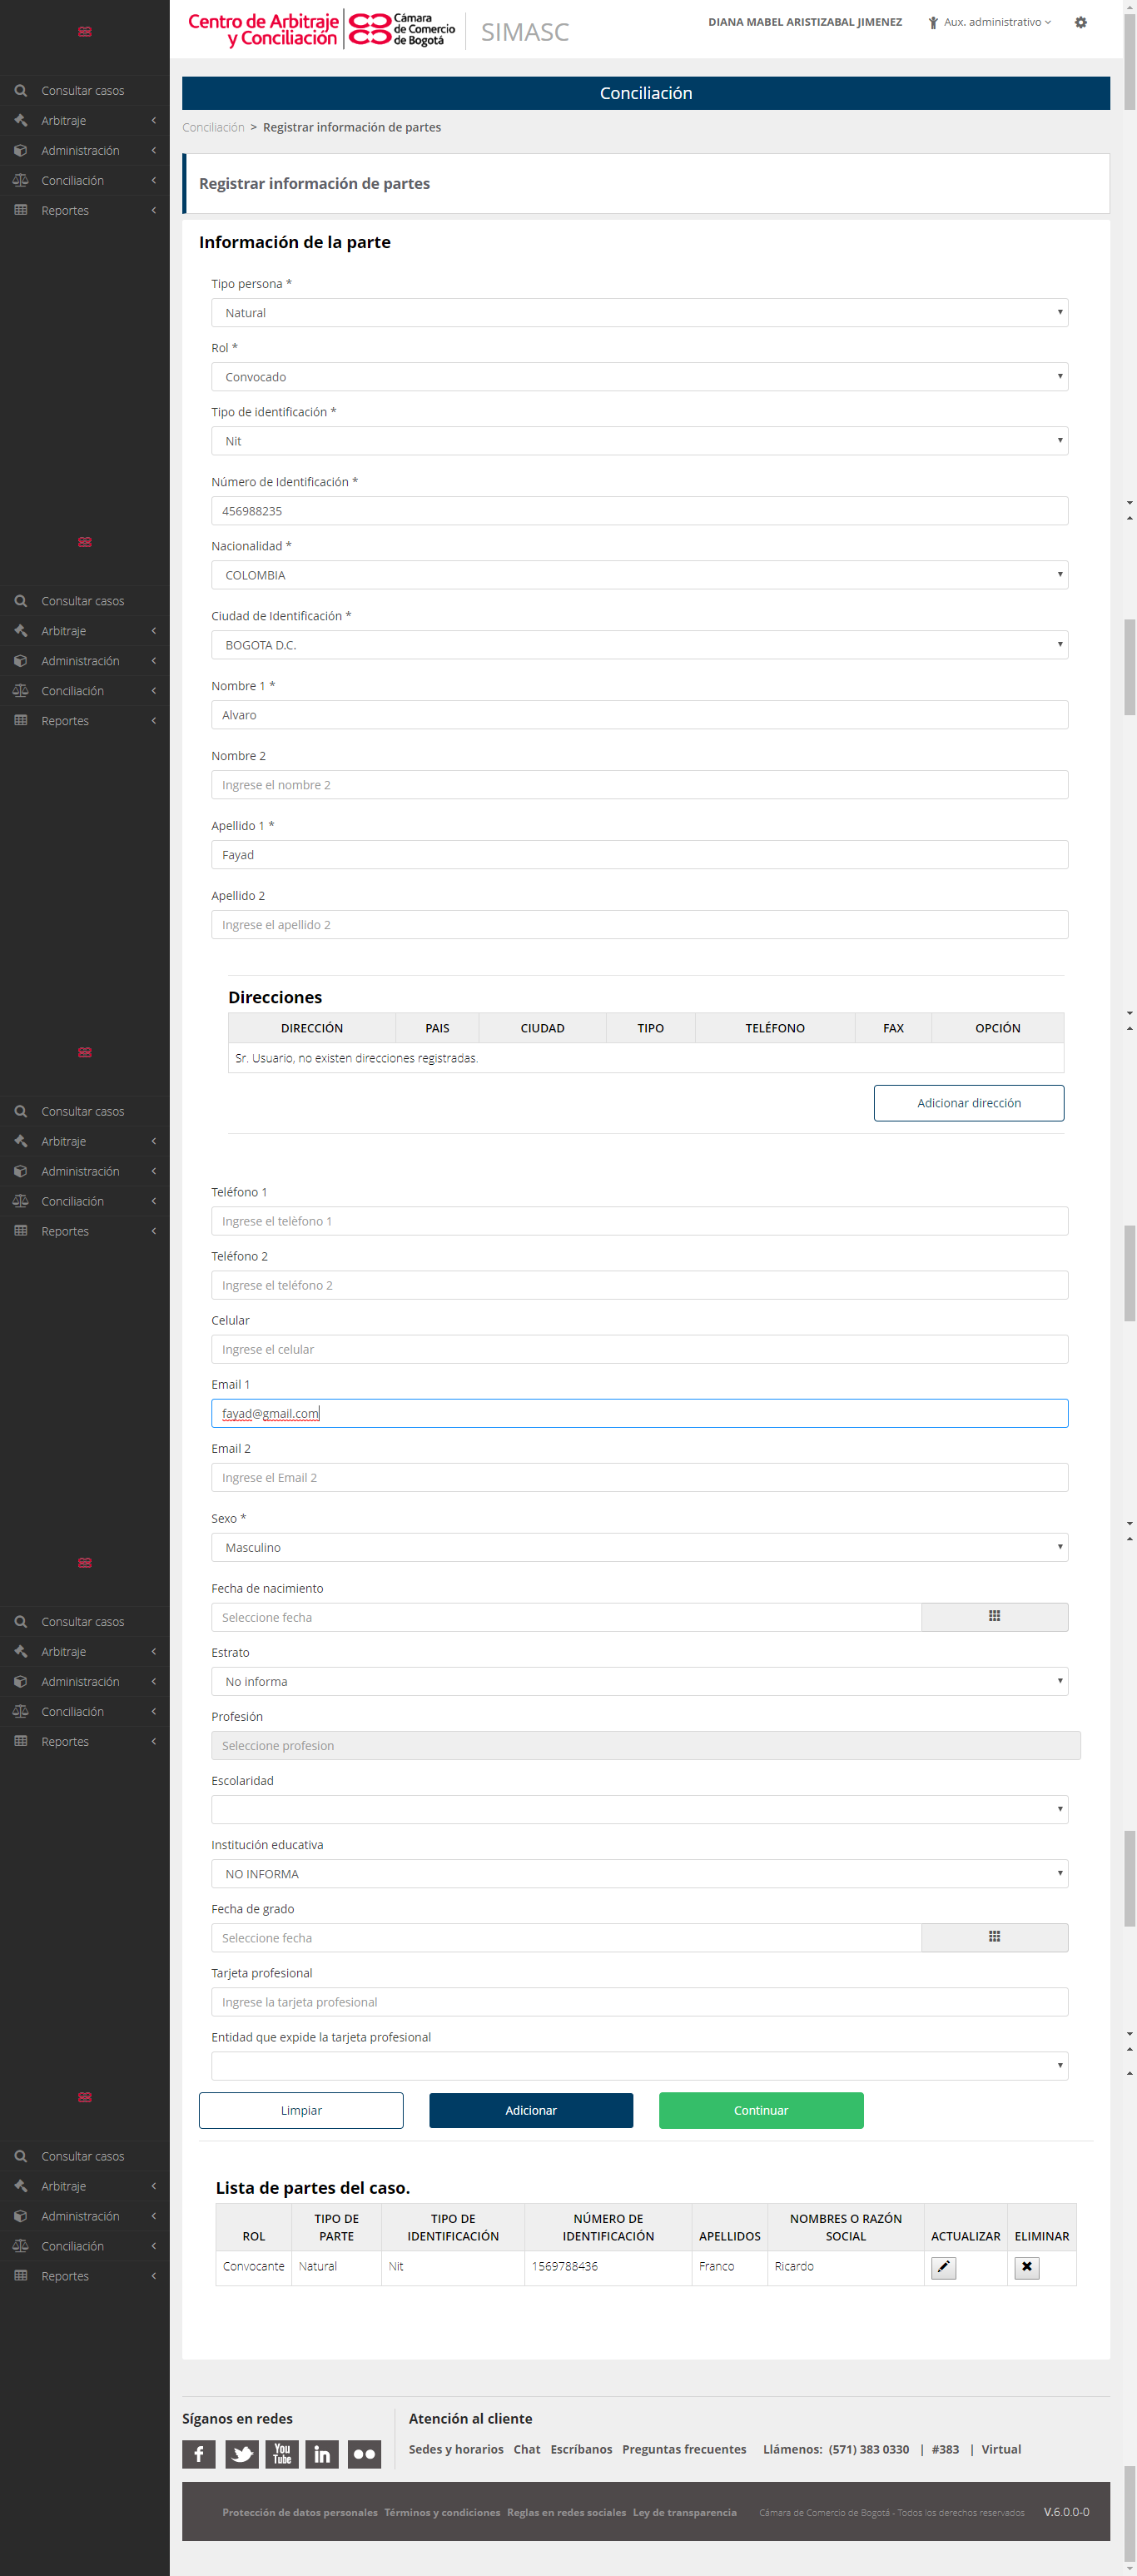 Centro de Arbitraje
y Conciliación
Cámara
de Comercio
de Bogotá
SIMASC
DIANA MABEL ARISTIZABAL JIMENEZ
Aux. administrativo
Consultar casos
Arbitraje
Administración
Conciliación
Reportes
Conciliación
Conciliación > Registrar información de partes
Registrar información de partes
Información de la parte
Tipo persona *
Natural
Rol *
Convocado
Tipo de identificación *
Nit
Número de Identificación *
456988235
Nacionalidad *
COLOMBIA
Consultar casos
Arbitraje
Administración
Conciliación
Reportes
Ciudad de Identificación *
BOGOTA D.C.
Nombre 1 *
Alvaro
Nombre 2
Ingrese el nombre 2
Apellido 1 *
Fayad
Apellido 2
Ingrese el apellido 2
Direcciones
DIRECCIÓN PAIS CIUDAD TIPO TELÉFONO FAX OPCIÓN
Sr. Usuario, no existen direcciones registradas.
Adicionar dirección
Consultar casos
Arbitraje
Administración
Conciliación
Reportes
Teléfono 1
Ingrese el telèfono 1
Teléfono 2
Ingrese el teléfono 2
Celular
Ingrese el celular
Email 1
fayad@gmail.com
Email 2
Ingrese el Email 2
Sexo *
Masculino
Fecha de nacimiento
Seleccione fecha
Consultar casos
Arbitraje
Administración
Conciliación
Reportes
Estrato
No informa
Profesión
Seleccione profesion
Escolaridad
Institución educativa
NO INFORMA
Fecha de grado
Seleccione fecha
Tarjeta profesional
Ingrese la tarjeta profesional
Entidad que expide la tarjeta profesional
Limpiar
Adicionar
Continuar
Consultar casos
Arbitraje
Administración
Conciliación
Reportes
Lista de partes del caso.
ROL TIPO DE PARTE TIPO DE IDENTIFICACIÓN NÚMERO DE IDENTIFICACIÓN APELLIDOS NOMBRES O RAZÓN SOCIAL ACTUALIZAR ELIMINAR
Convocante Natural Nit 1569788436 Franco Ricardo
Síganos en redes
You Tube
in
Atención al cliente
Sedes y horarios Chat Escríbanos Preguntas frecuentes Llámenos: (571) 383 0330 | #383 | Virtual
Protección de datos personales Términos y condiciones Reglas en redes sociales Ley de transparencia Cámara de Comercio de Bogotá - Todos los derechos reservados V.6.0.0-0